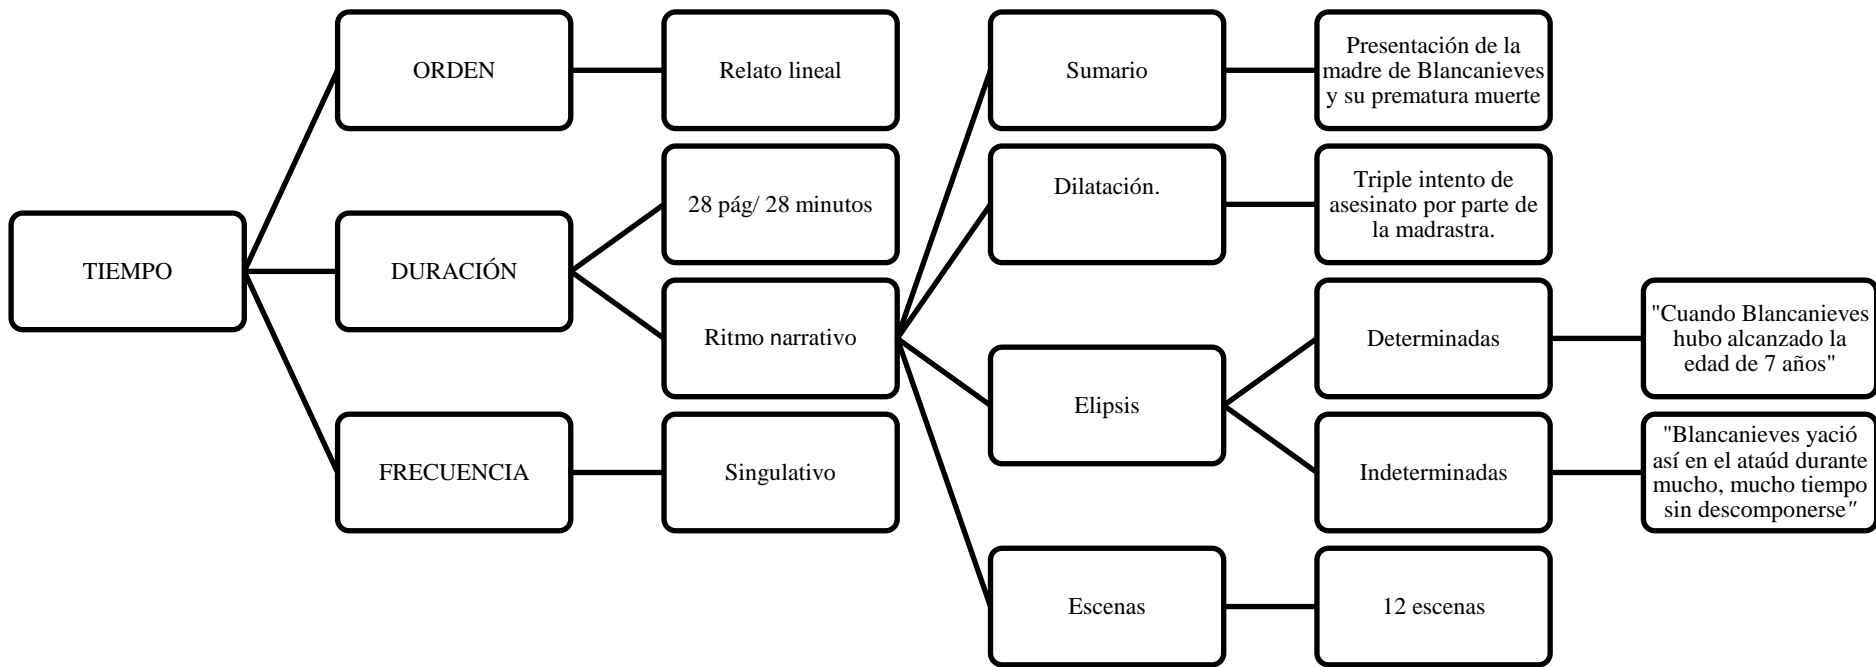 TIEMPO
ORDEN
Relato lineal
DURACIÓN
28 pág/ 28 minutos
Ritmo narrativo
Sumario
Presentación de la
madre de Blancanieves
y su prematura muerte
Dilatación.
Triple intento de
asesinato por parte de
la madrastra.
Elipsis
Determinadas
"Cuando Blancanieves
hubo alcanzado la
edad de 7 años"
Indeterminadas
"Blancanieves yació
así en el ataúd durante
mucho, mucho tiempo
sin descomponerse"
Escenas
12 escenas
FRECUENCIA
Singulativo